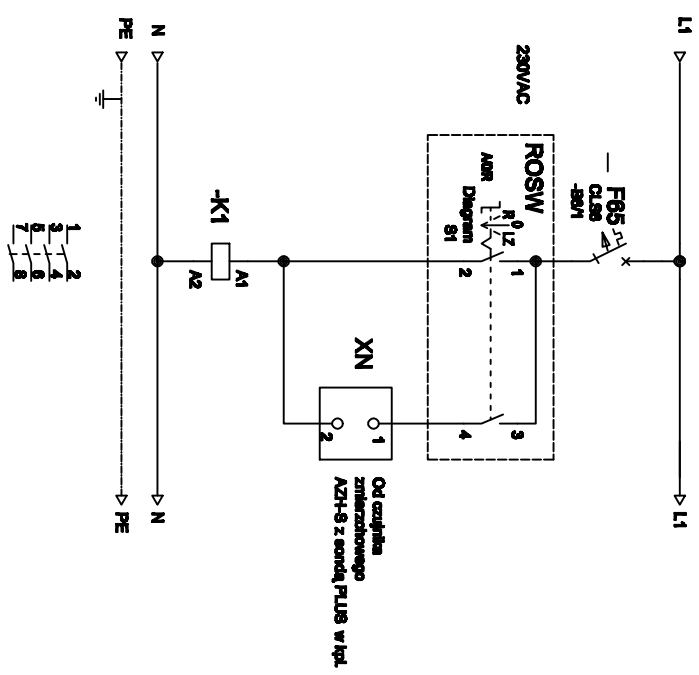 L1 L1
F65
CLS6
-B6/1
ROSW
230VAC
1 3
0
R LZ
A0R
Diagram
S1
2 4
XN
1
2
Od czujnika
zmierzchowego
AZH-S z sondą PLUS w kpl.
A1
-K1
A2
N N
PE PE
1 2
3 4
5 6
7 8